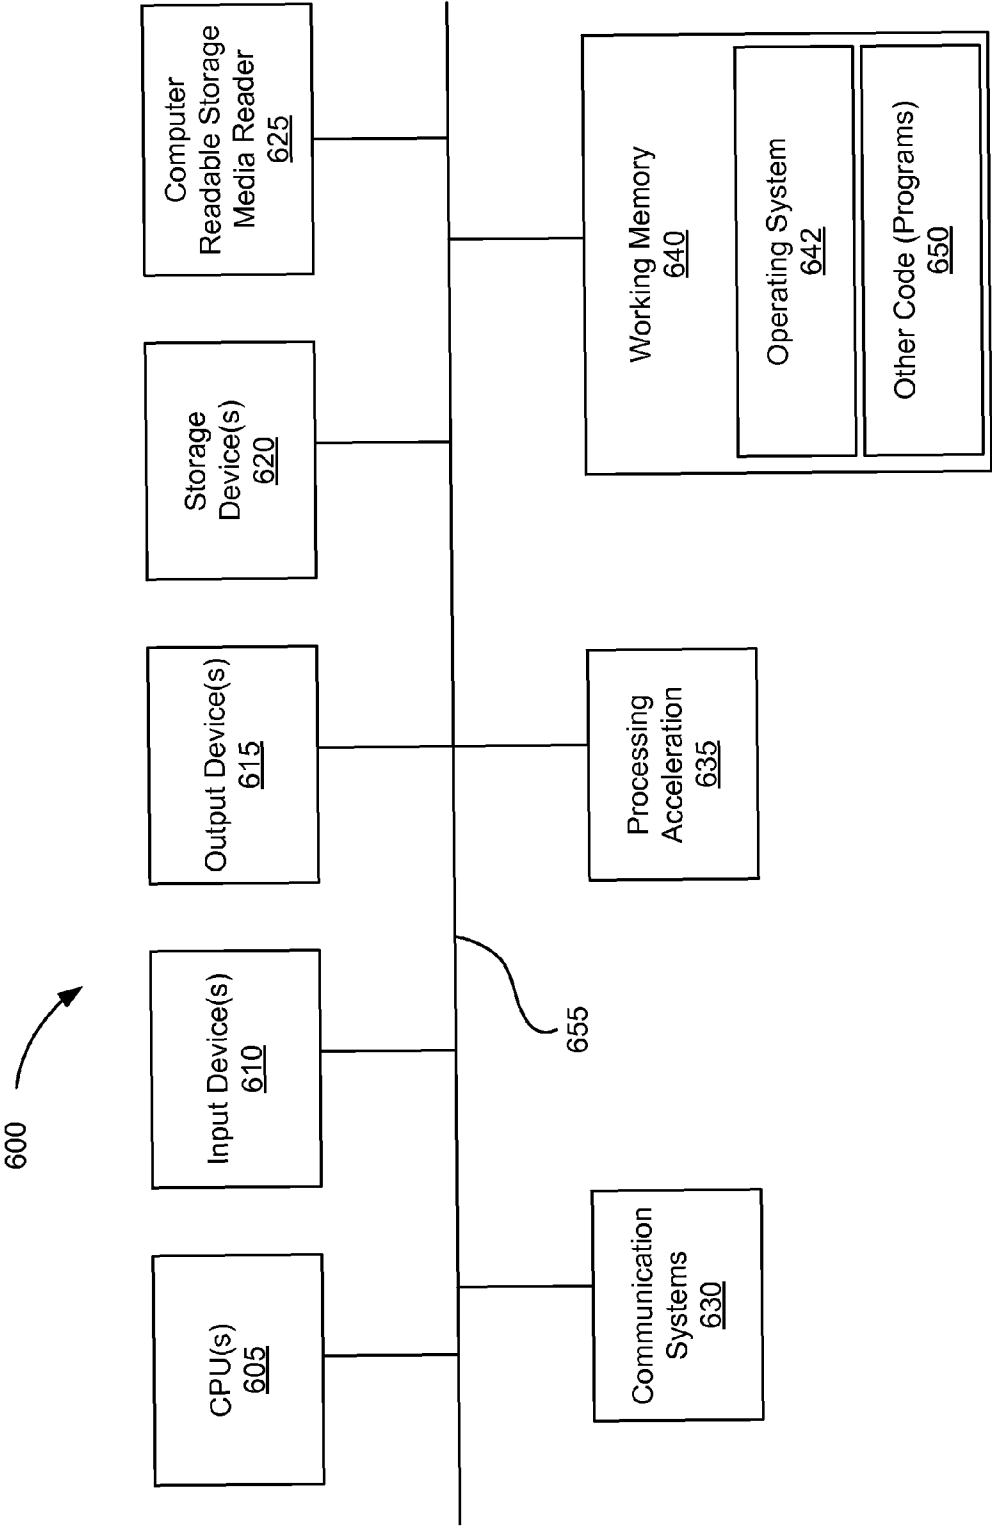 600
CPU(s)
605
Input Device(s)
610
Output Device(s)
615
Storage
Device(s)
620
Computer
Readable Storage
Media Reader
625
655
Communication
Systems
630
Processing
Acceleration
635
Working Memory
640
Operating System
642
Other Code (Programs)
650